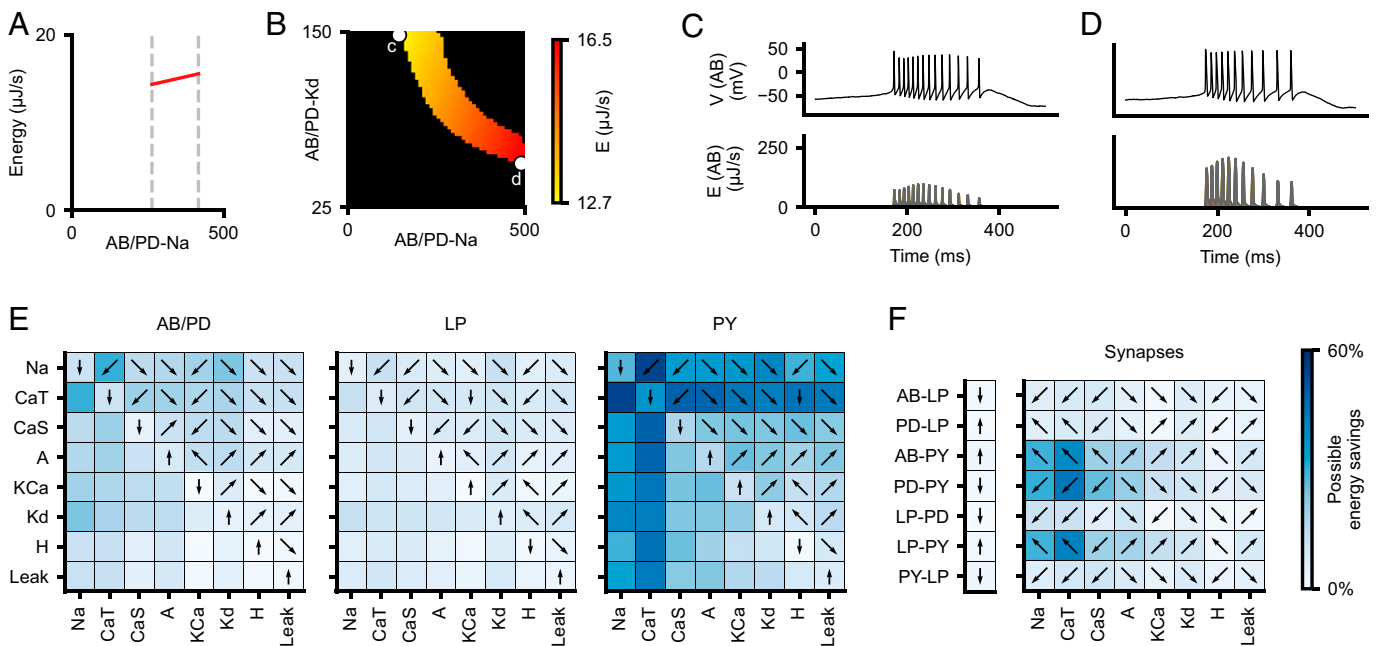 A
20
Energy (µJ/s)
0
0
AB/PD-Na
500
B
150
AB/PD-Kd
25
0
AB/PD-Na
500
c
d
16.5
E (µJ/s)
12.7
C
V (AB)
(mV)
50
0
−50
E (AB)
(µJ/s)
250
0
0
200
400
Time (ms)
D
0
200
400
Time (ms)
E
AB/PD
LP
PY
Na
CaT
CaS
A
KCa
Kd
H
Leak
Na
CaT
CaS
A
KCa
Kd
H
Leak
Na
CaT
CaS
A
KCa
Kd
H
Leak
Na
CaT
CaS
A
KCa
Kd
H
Leak
F
Synapses
AB-LP
PD-LP
AB-PY
PD-PY
LP-PD
LP-PY
PY-LP
Na
CaT
CaS
A
KCa
Kd
H
Leak
60%
Possible
energy savings
0%